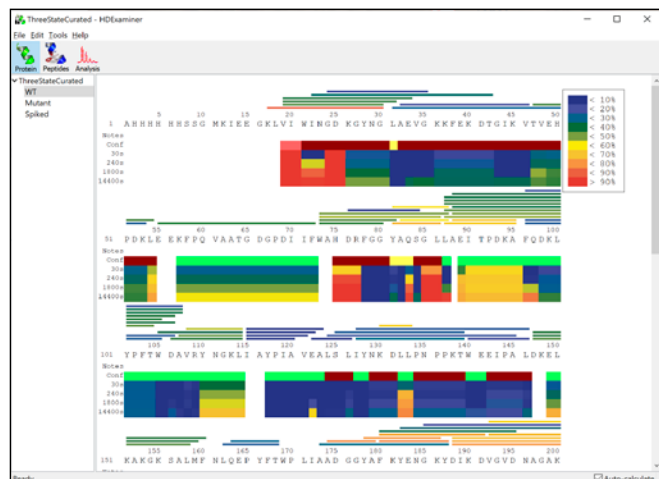 ThreeStateCurated - HDExaminer
File Edit Tools Help
Protein Peptides Analysis
ThreeStateCurated
WT
Mutant
Spiked
< 10%
< 20%
< 30%
< 40%
< 50%
< 60%
< 70%
< 80%
< 90%
> 90%
5 10 15 20 25 30 35 40 45 50
1 AHHHH HHSSG MKIEE GKLVI WINGD KGYNG LAEVG KKFEK DTGIK VTVEH
Notes
Conf
30s
240s
1800s
14400s
55 60 65 70 75 80 85 90 95 100
51 PDKLE EKFPQ VAATG DGPDI IFWAH DRFGG YAQSG LLAEI TPDKA FQDKL
Notes
Conf
30s
240s
1800s
14400s
105 110 115 120 125 130 135 140 145 150
101 YPFTW DAVRY NGKLI AYPIA VEALS LIYNK DLLPN PPKTW EEIPA LDKEL
Notes
Conf
30s
240s
1800s
14400s
155 160 165 170 175 180 185 190 195 200
151 KAKGK SALMF NLQEP YFTWP LIAAD GGYAF KYENG KYDIK DVGVD NAGAK
Notes
Ready
Auto-calculate